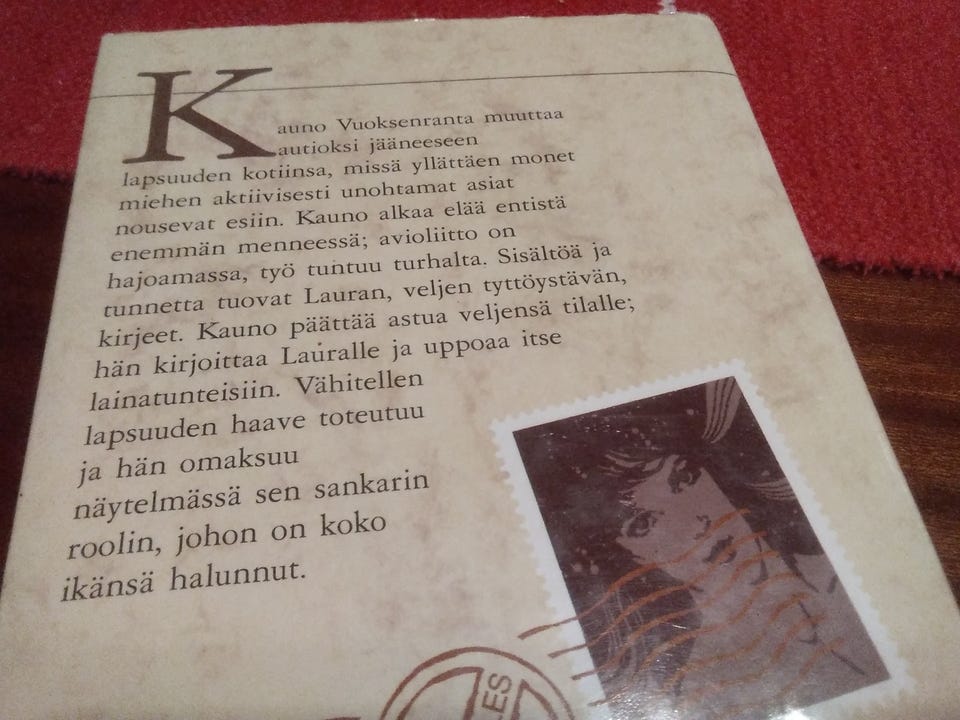 Kauno Vuoksenranta muuttaa
autioksi jääneeseen
lapsuuden kotiinsa, missä yllättäen monet
miehen aktiivisesti unohtamat asiat
nousevat esiin. Kauno alkaa elää entistä
enemmän menneessä; avioliitto on
hajoamassa, työ tuntuu turhalta. Sisältöä ja
tunnetta tuovat Lauran, veljen tyttöystävän,
kirjeet. Kauno päättää astua veljensä tilalle;
hän kirjoittaa Lauralle ja uppoaa itse
lainatunteisiin. Vähitellen
lapsuuden haave toteutuu
ja hän omaksuu
näytelmässä sen sankarin
roolin, johon on koko
ikänsä halunnut.